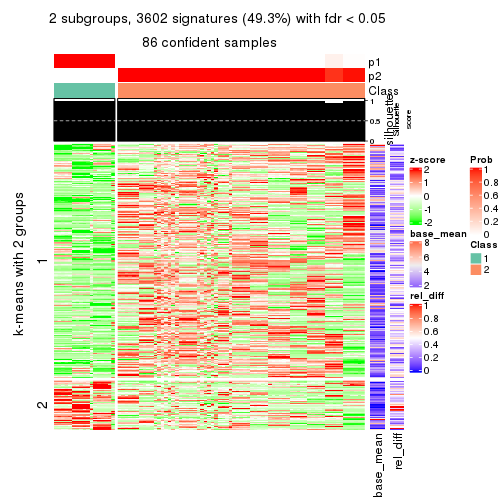 2 subgroups, 3602 signatures (49.3%) with fdr < 0.05
86 confident samples
p1
p2
Class
1
0.5
0
silhouette
Silhouette
score
k-means with 2 groups
1
2
base_mean
rel_diff
z-score
2
1
0
-1
-2
base_mean
8
6
4
2
rel_diff
1
0.8
0.6
0.4
0.2
0
Prob
1
0.8
0.6
0.4
0.2
0
Class
1
2